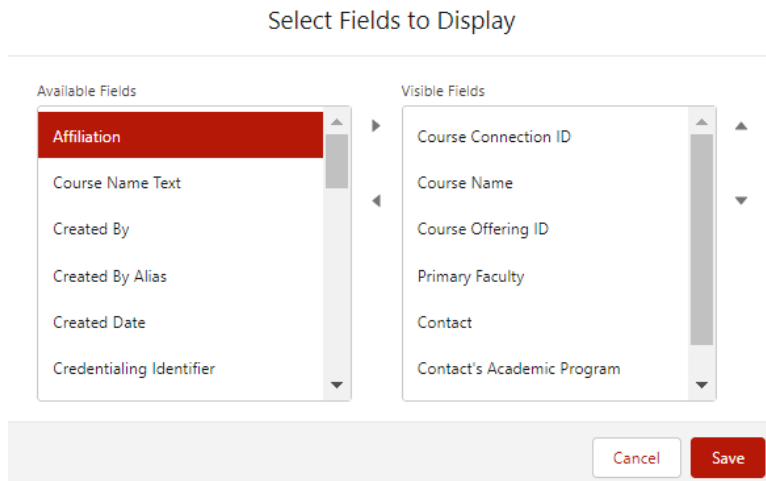 Select Fields to Display
Available Fields
Visible Fields
Affiliation
Course Name Text
Created By
Created By Alias
Created Date
Credentialing Identifier
Course Connection ID
Course Name
Course Offering ID
Primary Faculty
Contact
Contact's Academic Program
Cancel
Save